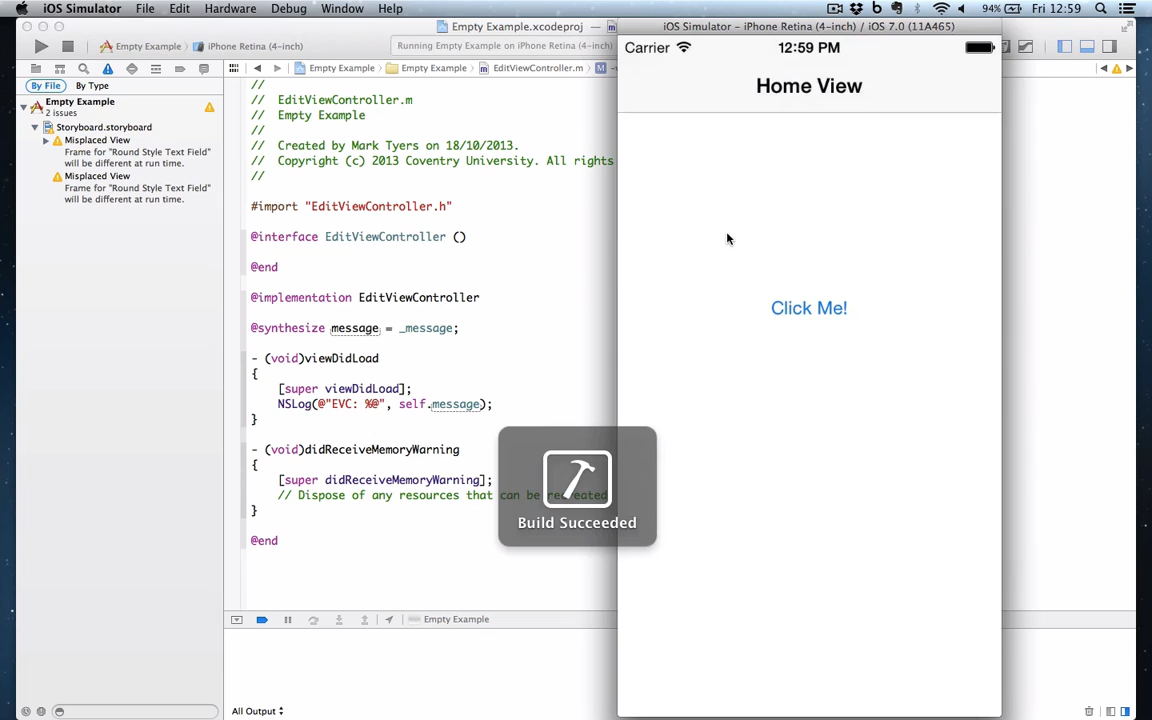 iOS Simulator File Edit Hardware Debug Window Help 94% Fri 12:59
Empty Example.xcodeproj —
iOS Simulator – iPhone Retina (4-inch) / iOS 7.0 (11A465)
Empty Example iPhone Retina (4-inch) Running Empty Example on iPhone Retina (4-inch)
Carrier 12:59 PM
Empty Example Empty Example EditViewController.m M
By File By Type
Home View
Empty Example
2 issues
Storyboard.storyboard
Misplaced View
Frame for "Round Style Text Field"
will be different at run time.
Misplaced View
Frame for "Round Style Text Field"
will be different at run time.
//
// EditViewController.m
// Empty Example
//
// Created by Mark Tyers on 18/10/2013.
// Copyright (c) 2013 Coventry University. All rights
//
#import "EditViewController.h"
@interface EditViewController ()
@end
@implementation EditViewController
@synthesize message = _message;
- (void)viewDidLoad
{
[super viewDidLoad];
NSLog(@"EVC: %@", self.message);
}
- (void)didReceiveMemoryWarning
{
[super didReceiveMemoryWarning];
// Dispose of any resources that can be recreated
}
@end
Click Me!
Build Succeeded
Empty Example
All Output